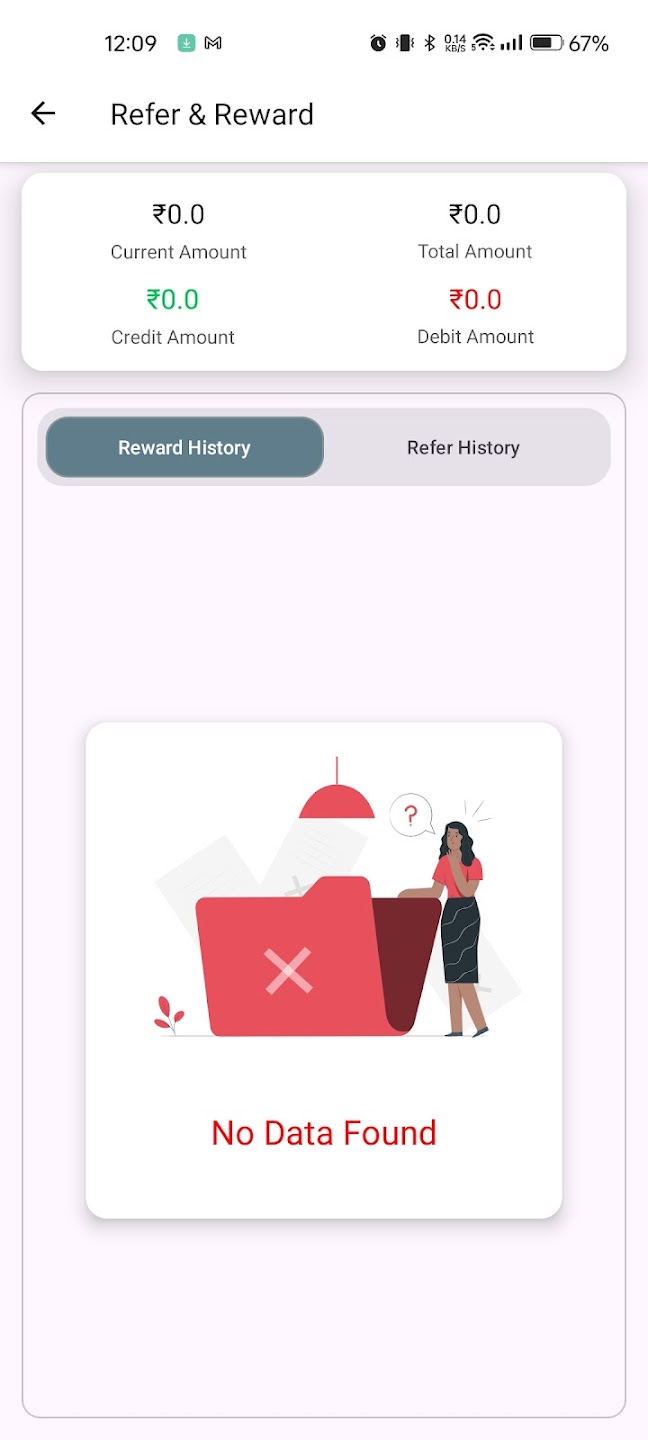 12:09 0.14 KB/S 5 67%
Refer & Reward
₹0.0 ₹0.0
Current Amount Total Amount
₹0.0 ₹0.0
Credit Amount Debit Amount
Reward History Refer History
?
No Data Found